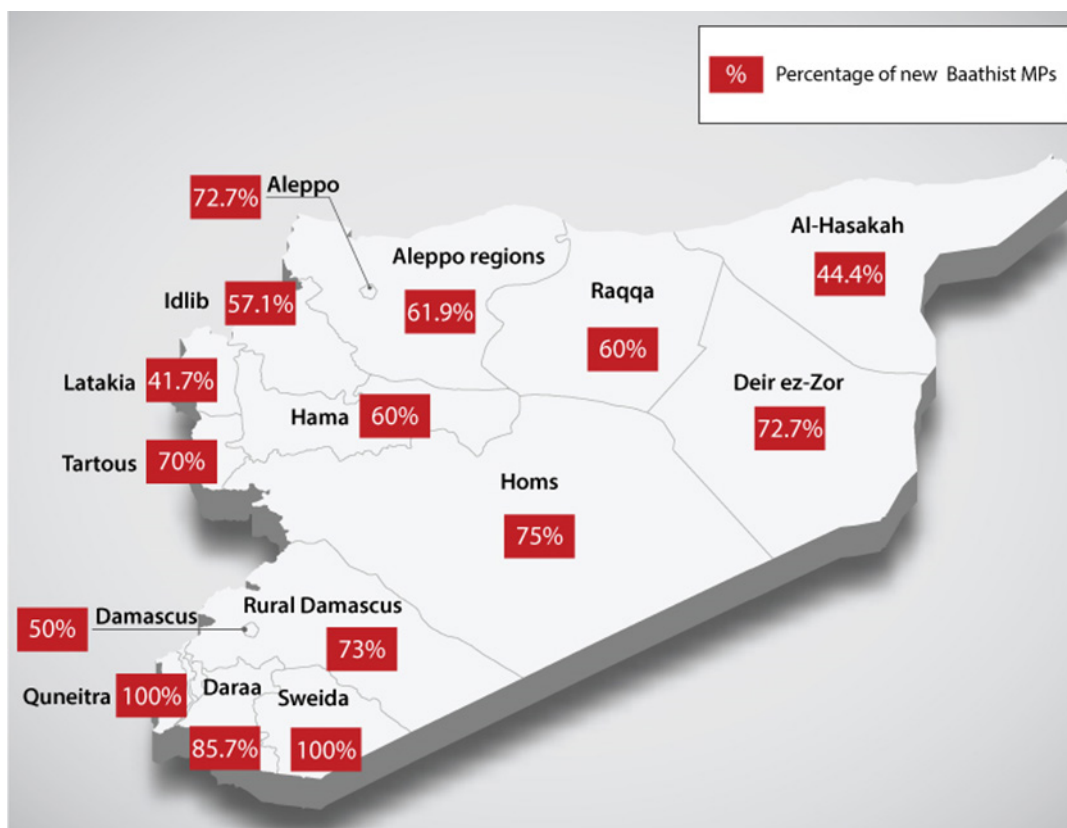 % Percentage of new Baathist MPs
Aleppo
72.7%
Aleppo regions
61.9%
Al-Hasakah
44.4%
Idlib
57.1%
Raqqa
60%
Latakia
41.7%
Hama
60%
Deir ez-Zor
72.7%
Tartous
70%
Homs
75%
Damascus
50%
Rural Damascus
73%
Quneitra
100%
Daraa
85.7%
Sweida
100%